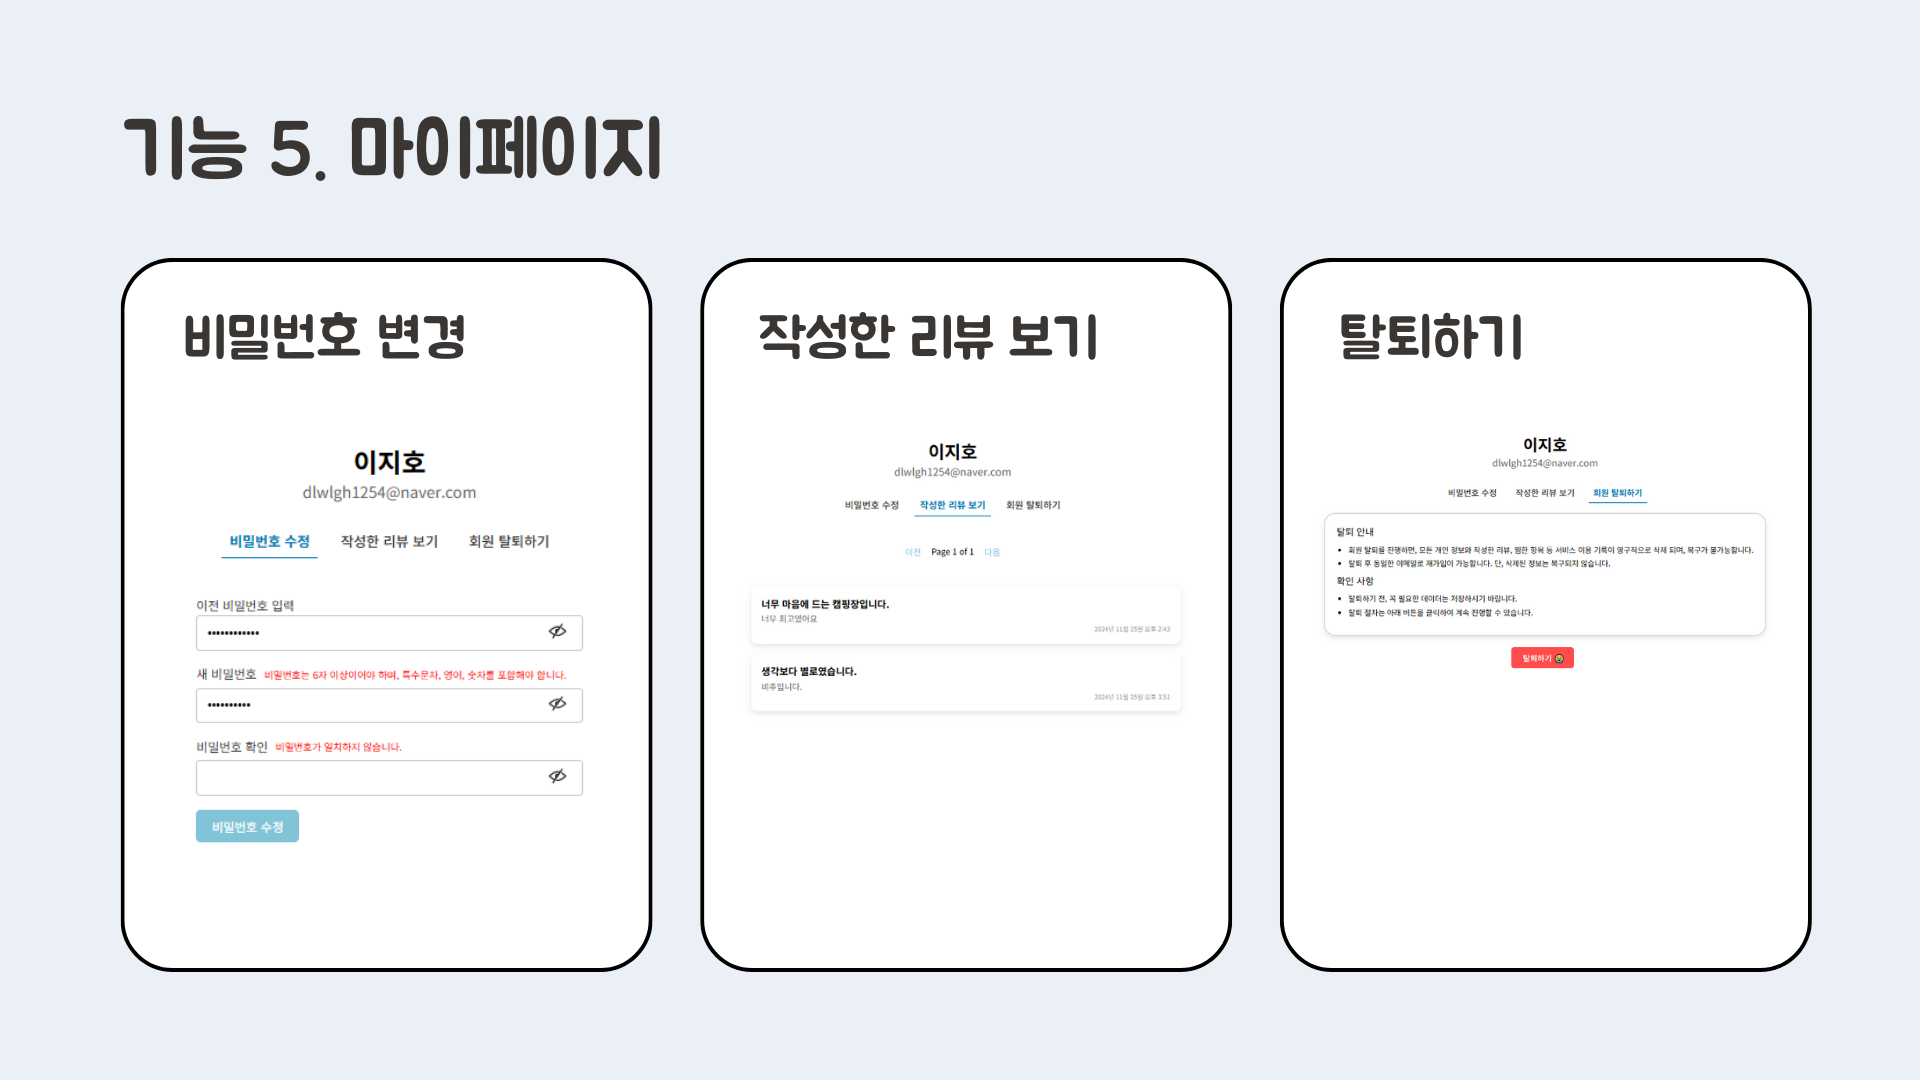 기능 5. 마이페이지
비밀번호 변경
이지호
dlwlgh1254@naver.com
비밀번호 수정 작성한 리뷰 보기 회원 탈퇴하기
이전 비밀번호 입력
••••••••••••
새 비밀번호 비밀번호는 6자 이상이어야 하며, 특수문자, 영어, 숫자를 포함해야 합니다.
••••••••••
비밀번호 확인 비밀번호가 일치하지 않습니다.
비밀번호 수정
작성한 리뷰 보기
이지호
dlwlgh1254@naver.com
비밀번호 수정 작성한 리뷰 보기 회원 탈퇴하기
이전 Page 1 of 1 다음
너무 마음에 드는 캠핑장입니다.
너무 최고였어요
2024년 11월 25일 오후 2:43
생각보다 별로였습니다.
비추입니다.
2024년 11월 25일 오후 3:51
탈퇴하기
이지호
dlwlgh1254@naver.com
비밀번호 수정 작성한 리뷰 보기 회원 탈퇴하기
탈퇴 안내
• 회원 탈퇴를 진행하면, 모든 개인 정보와 작성한 리뷰, 찜한 항목 등 서비스 이용 기록이 영구적으로 삭제 되며, 복구가 불가능합니다.
• 탈퇴 후 동일한 이메일로 재가입이 가능합니다. 단, 삭제된 정보는 복구되지 않습니다.
확인 사항
• 탈퇴하기 전, 꼭 필요한 데이터는 저장하시기 바랍니다.
• 탈퇴 절차는 아래 버튼을 클릭하여 계속 진행할 수 있습니다.
탈퇴하기 😭